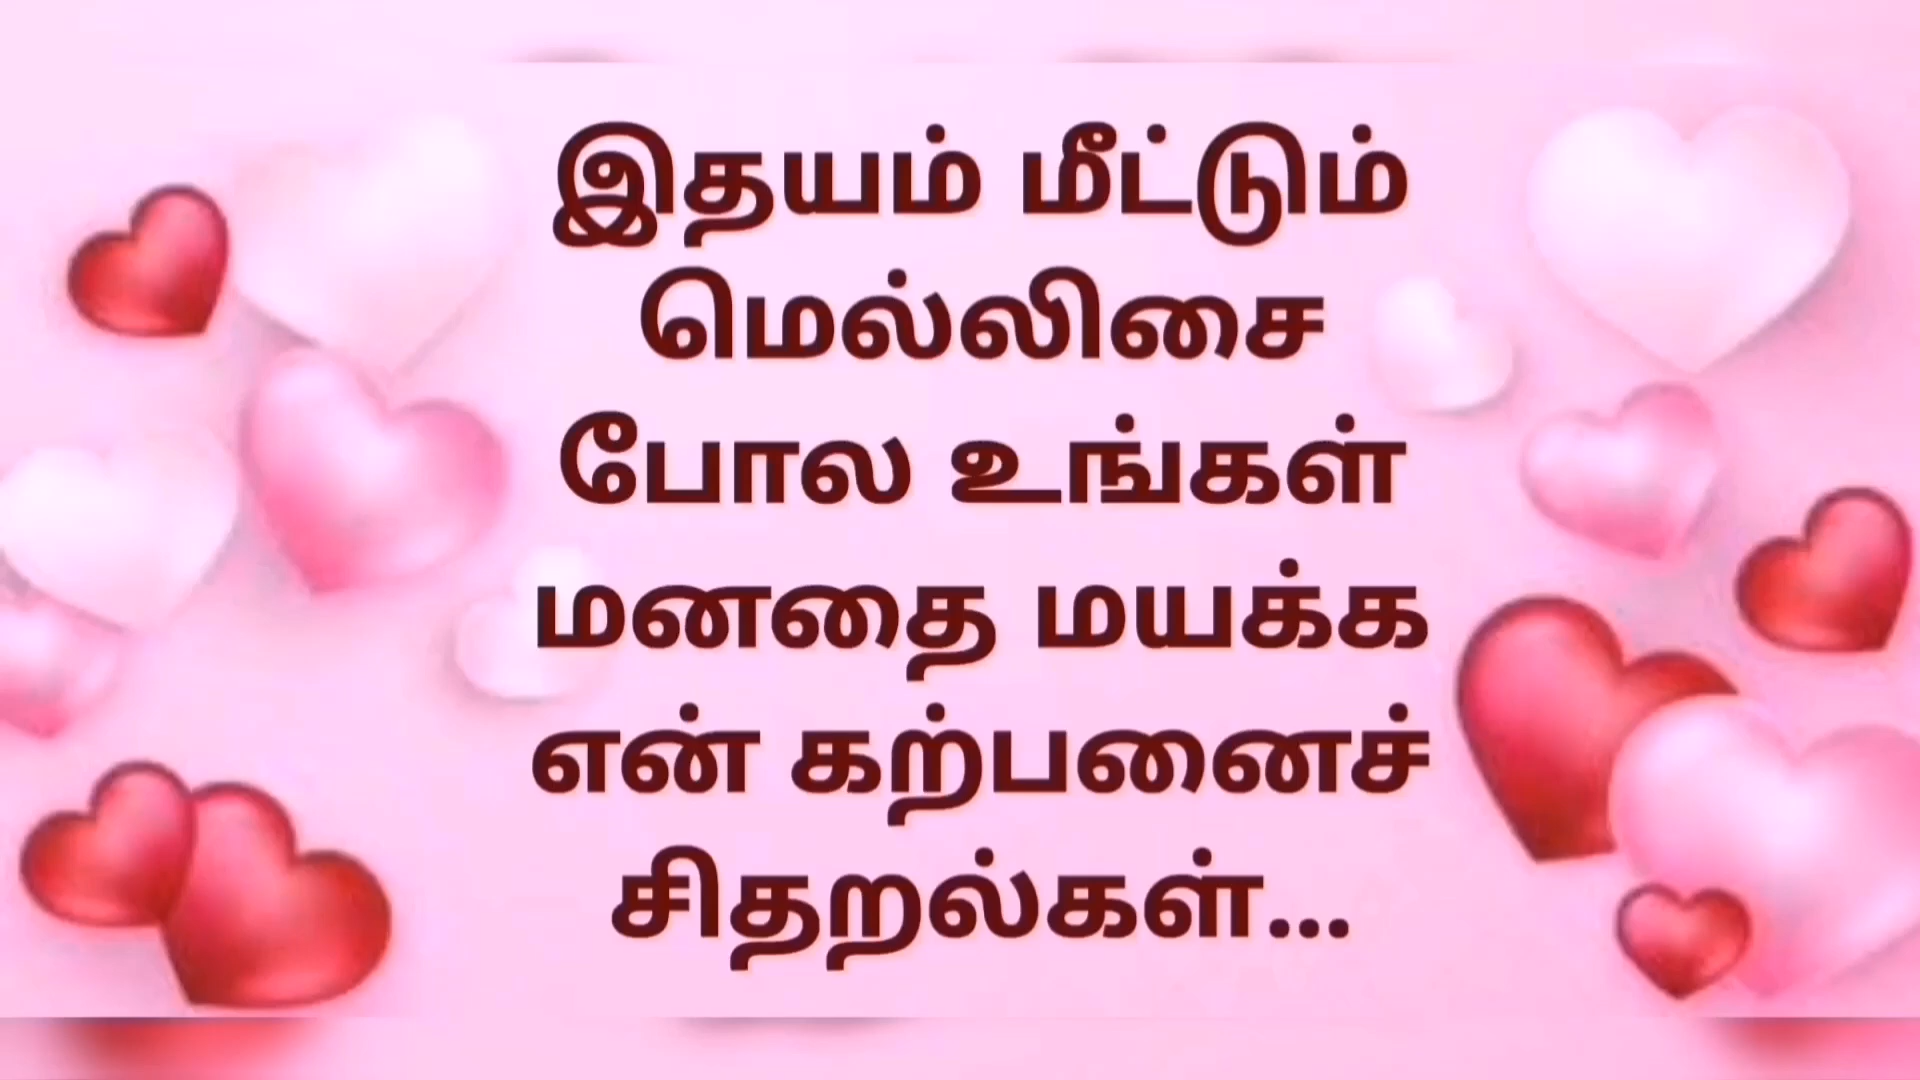 இதயம் மீட்டும்
மெல்லிசை
போல உங்கள்
மனதை மயக்க
என் கற்பனைச்
சிதறல்கள்...